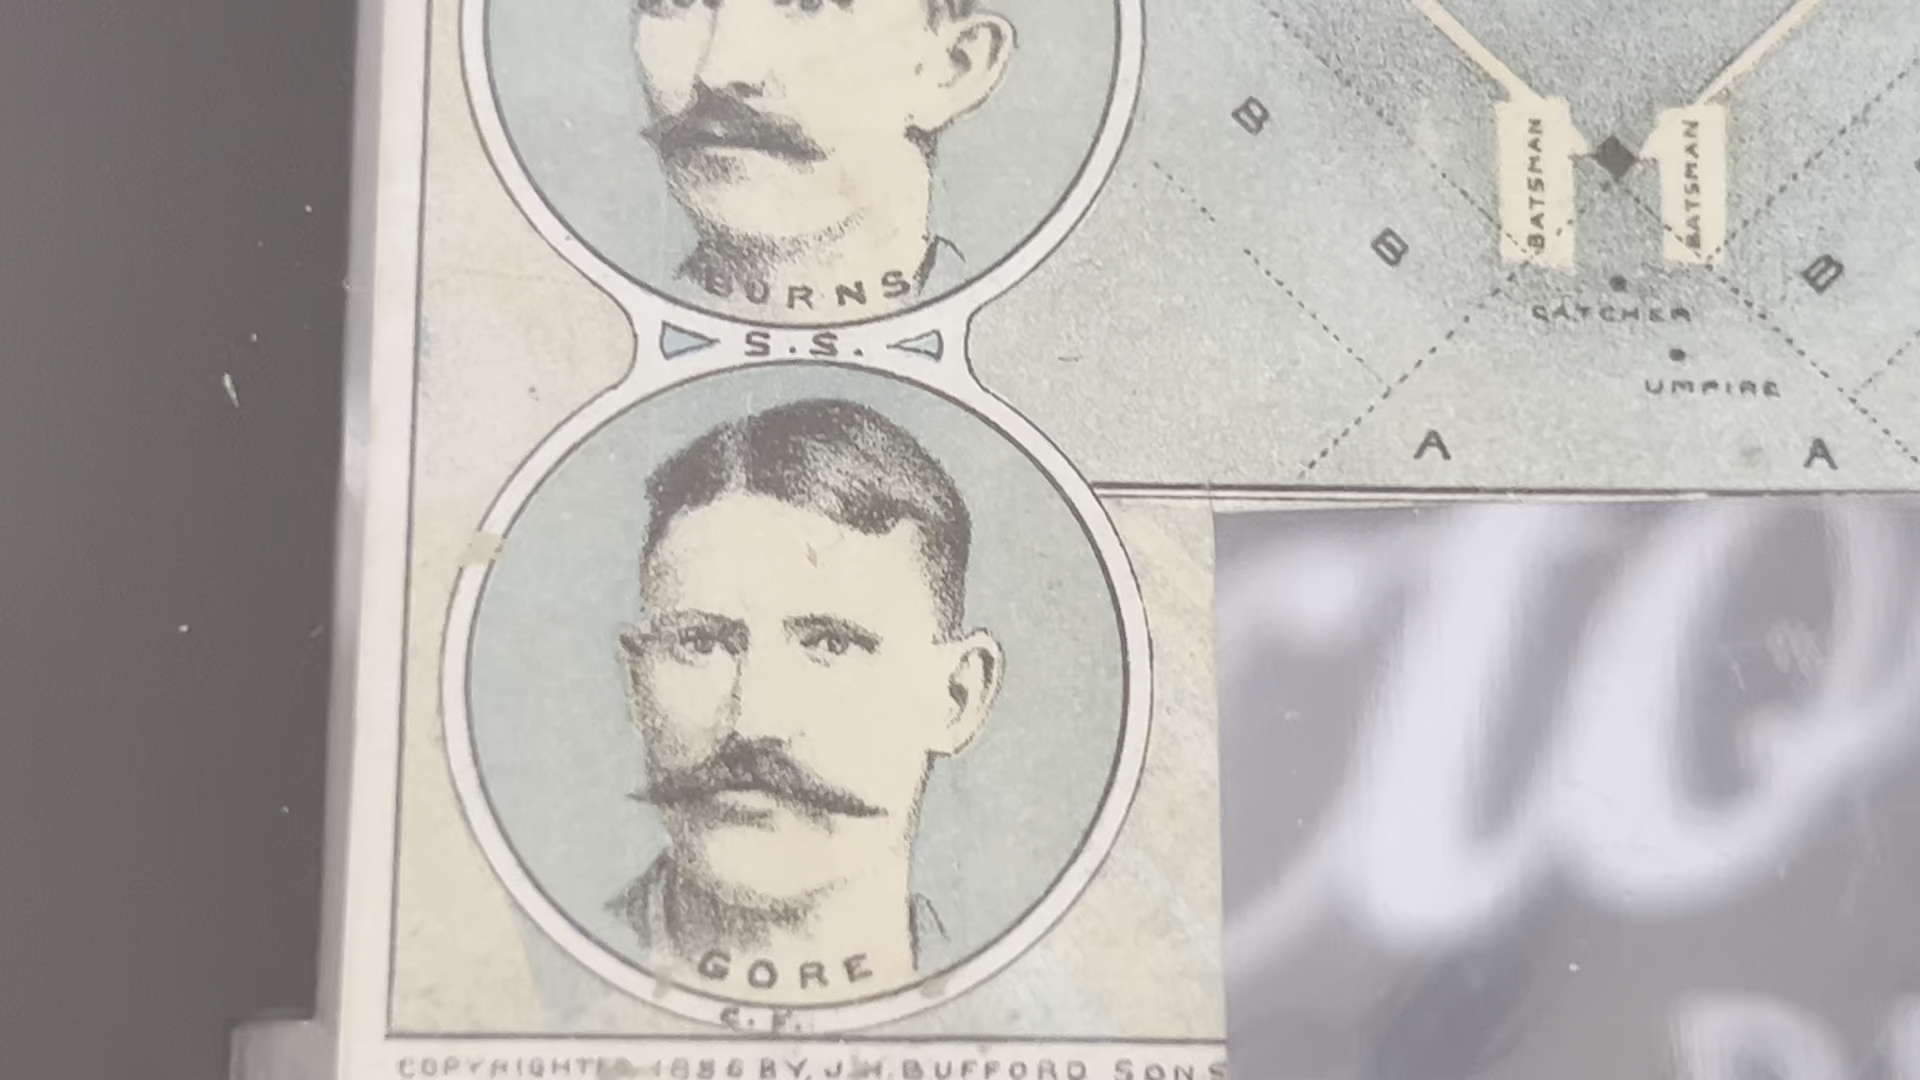 B
BATSMAN
BATSMAN
B
B
CATCHER
UMPIRE
A
A
BURNS
S.S.
GORE
C.F.
COPYRIGHTED 1886 BY J.H. BUFFORD SONS